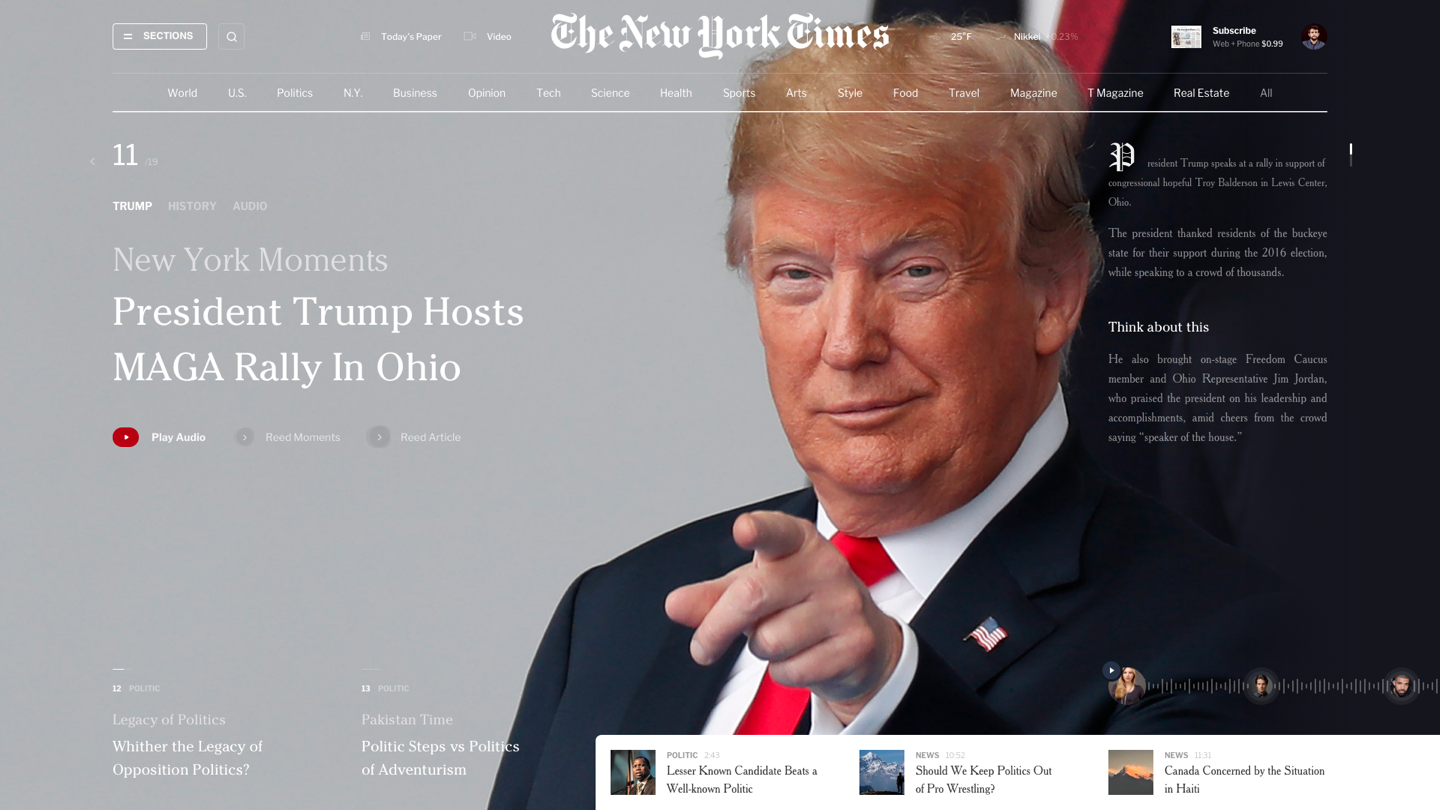 SECTIONS
Today's Paper
Video
The New York Times
25°F
Nikkei +0.23%
Subscribe
Web + Phone $0.99
World
U.S.
Politics
N.Y.
Business
Opinion
Tech
Science
Health
Sports
Arts
Style
Food
Travel
Magazine
T Magazine
Real Estate
All
11 /19
TRUMP
HISTORY
AUDIO
New York Moments
President Trump Hosts
MAGA Rally In Ohio
Play Audio
Reed Moments
Reed Article
President Trump speaks at a rally in support of
congressional hopeful Troy Balderson in Lewis Center,
Ohio.
The president thanked residents of the buckeye
state for their support during the 2016 election,
while speaking to a crowd of thousands.
Think about this
He also brought on-stage Freedom Caucus
member and Ohio Representative Jim Jordan,
who praised the president on his leadership and
accomplishments, amid cheers from the crowd
saying “speaker of the house.”
12 POLITIC
Legacy of Politics
Whither the Legacy of
Opposition Politics?
13 POLITIC
Pakistan Time
Politic Steps vs Politics
of Adventurism
POLITIC 2:43
Lesser Known Candidate Beats a
Well-known Politic
NEWS 10:52
Should We Keep Politics Out
of Pro Wrestling?
NEWS 11:31
Canada Concerned by the Situation
in Haiti